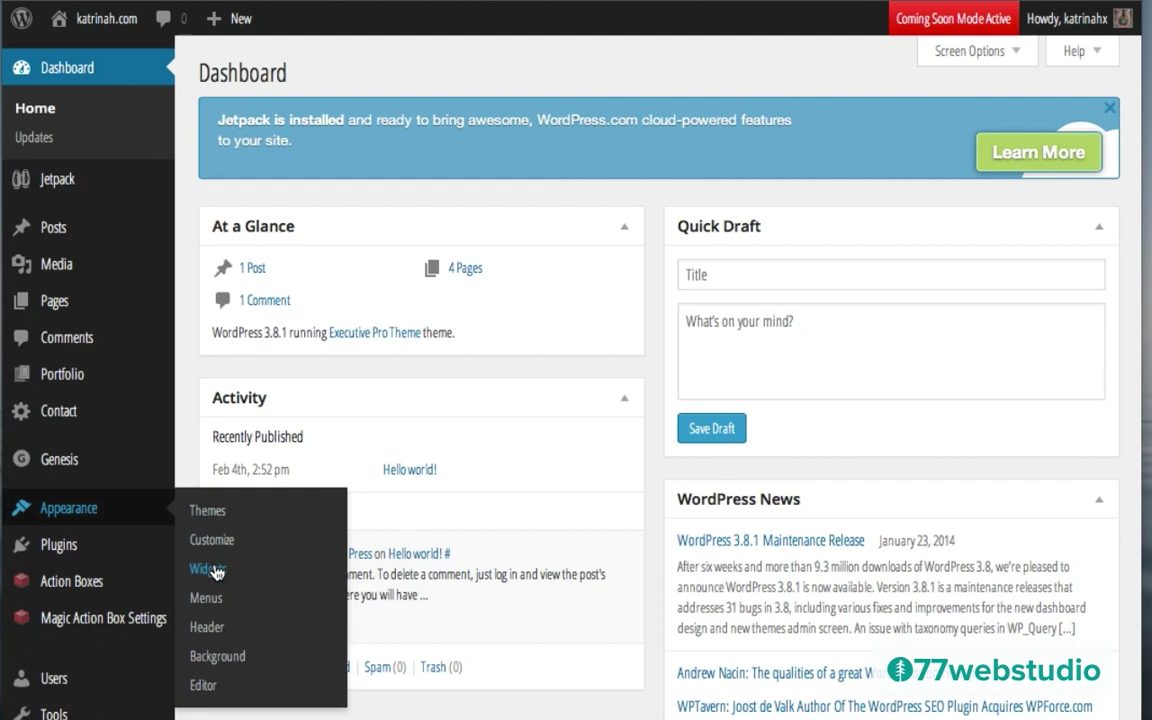 katrinah.com 0 New
Coming Soon Mode Active
Howdy, katrinahx
Screen Options
Help
Dashboard
Home
Updates
Jetpack
Posts
Media
Pages
Comments
Portfolio
Contact
Genesis
Appearance
Plugins
Action Boxes
Magic Action Box Settings
Users
Tools
Themes
Customize
Menus
Header
Background
Editor
Dashboard
Jetpack is installed and ready to bring awesome, WordPress.com cloud-powered features
to your site.
Learn More
At a Glance
1 Post
4 Pages
1 Comment
WordPress 3.8.1 running Executive Pro Theme theme.
Activity
Recently Published
Feb 4th, 2:52 pm Hello world!
Press on Hello world! #
ment. To delete a comment, just log in and view the post's
ere you will have ...
Spam (0) Trash (0)
Quick Draft
Title
What's on your mind?
Save Draft
WordPress News
WordPress 3.8.1 Maintenance Release January 23, 2014
After six weeks and more than 9.3 million downloads of WordPress 3.8, we're pleased to
announce WordPress 3.8.1 is now available. Version 3.8.1 is a maintenance releases that
addresses 31 bugs in 3.8, including various fixes and improvements for the new dashboard
design and new themes admin screen. An issue with taxonomy queries in WP_Query [...]
Andrew Nacin: The qualities of a great
WPTavern: Joost de Valk Author Of The WordPress SEO Plugin Acquires WPForce.com
77webstudio